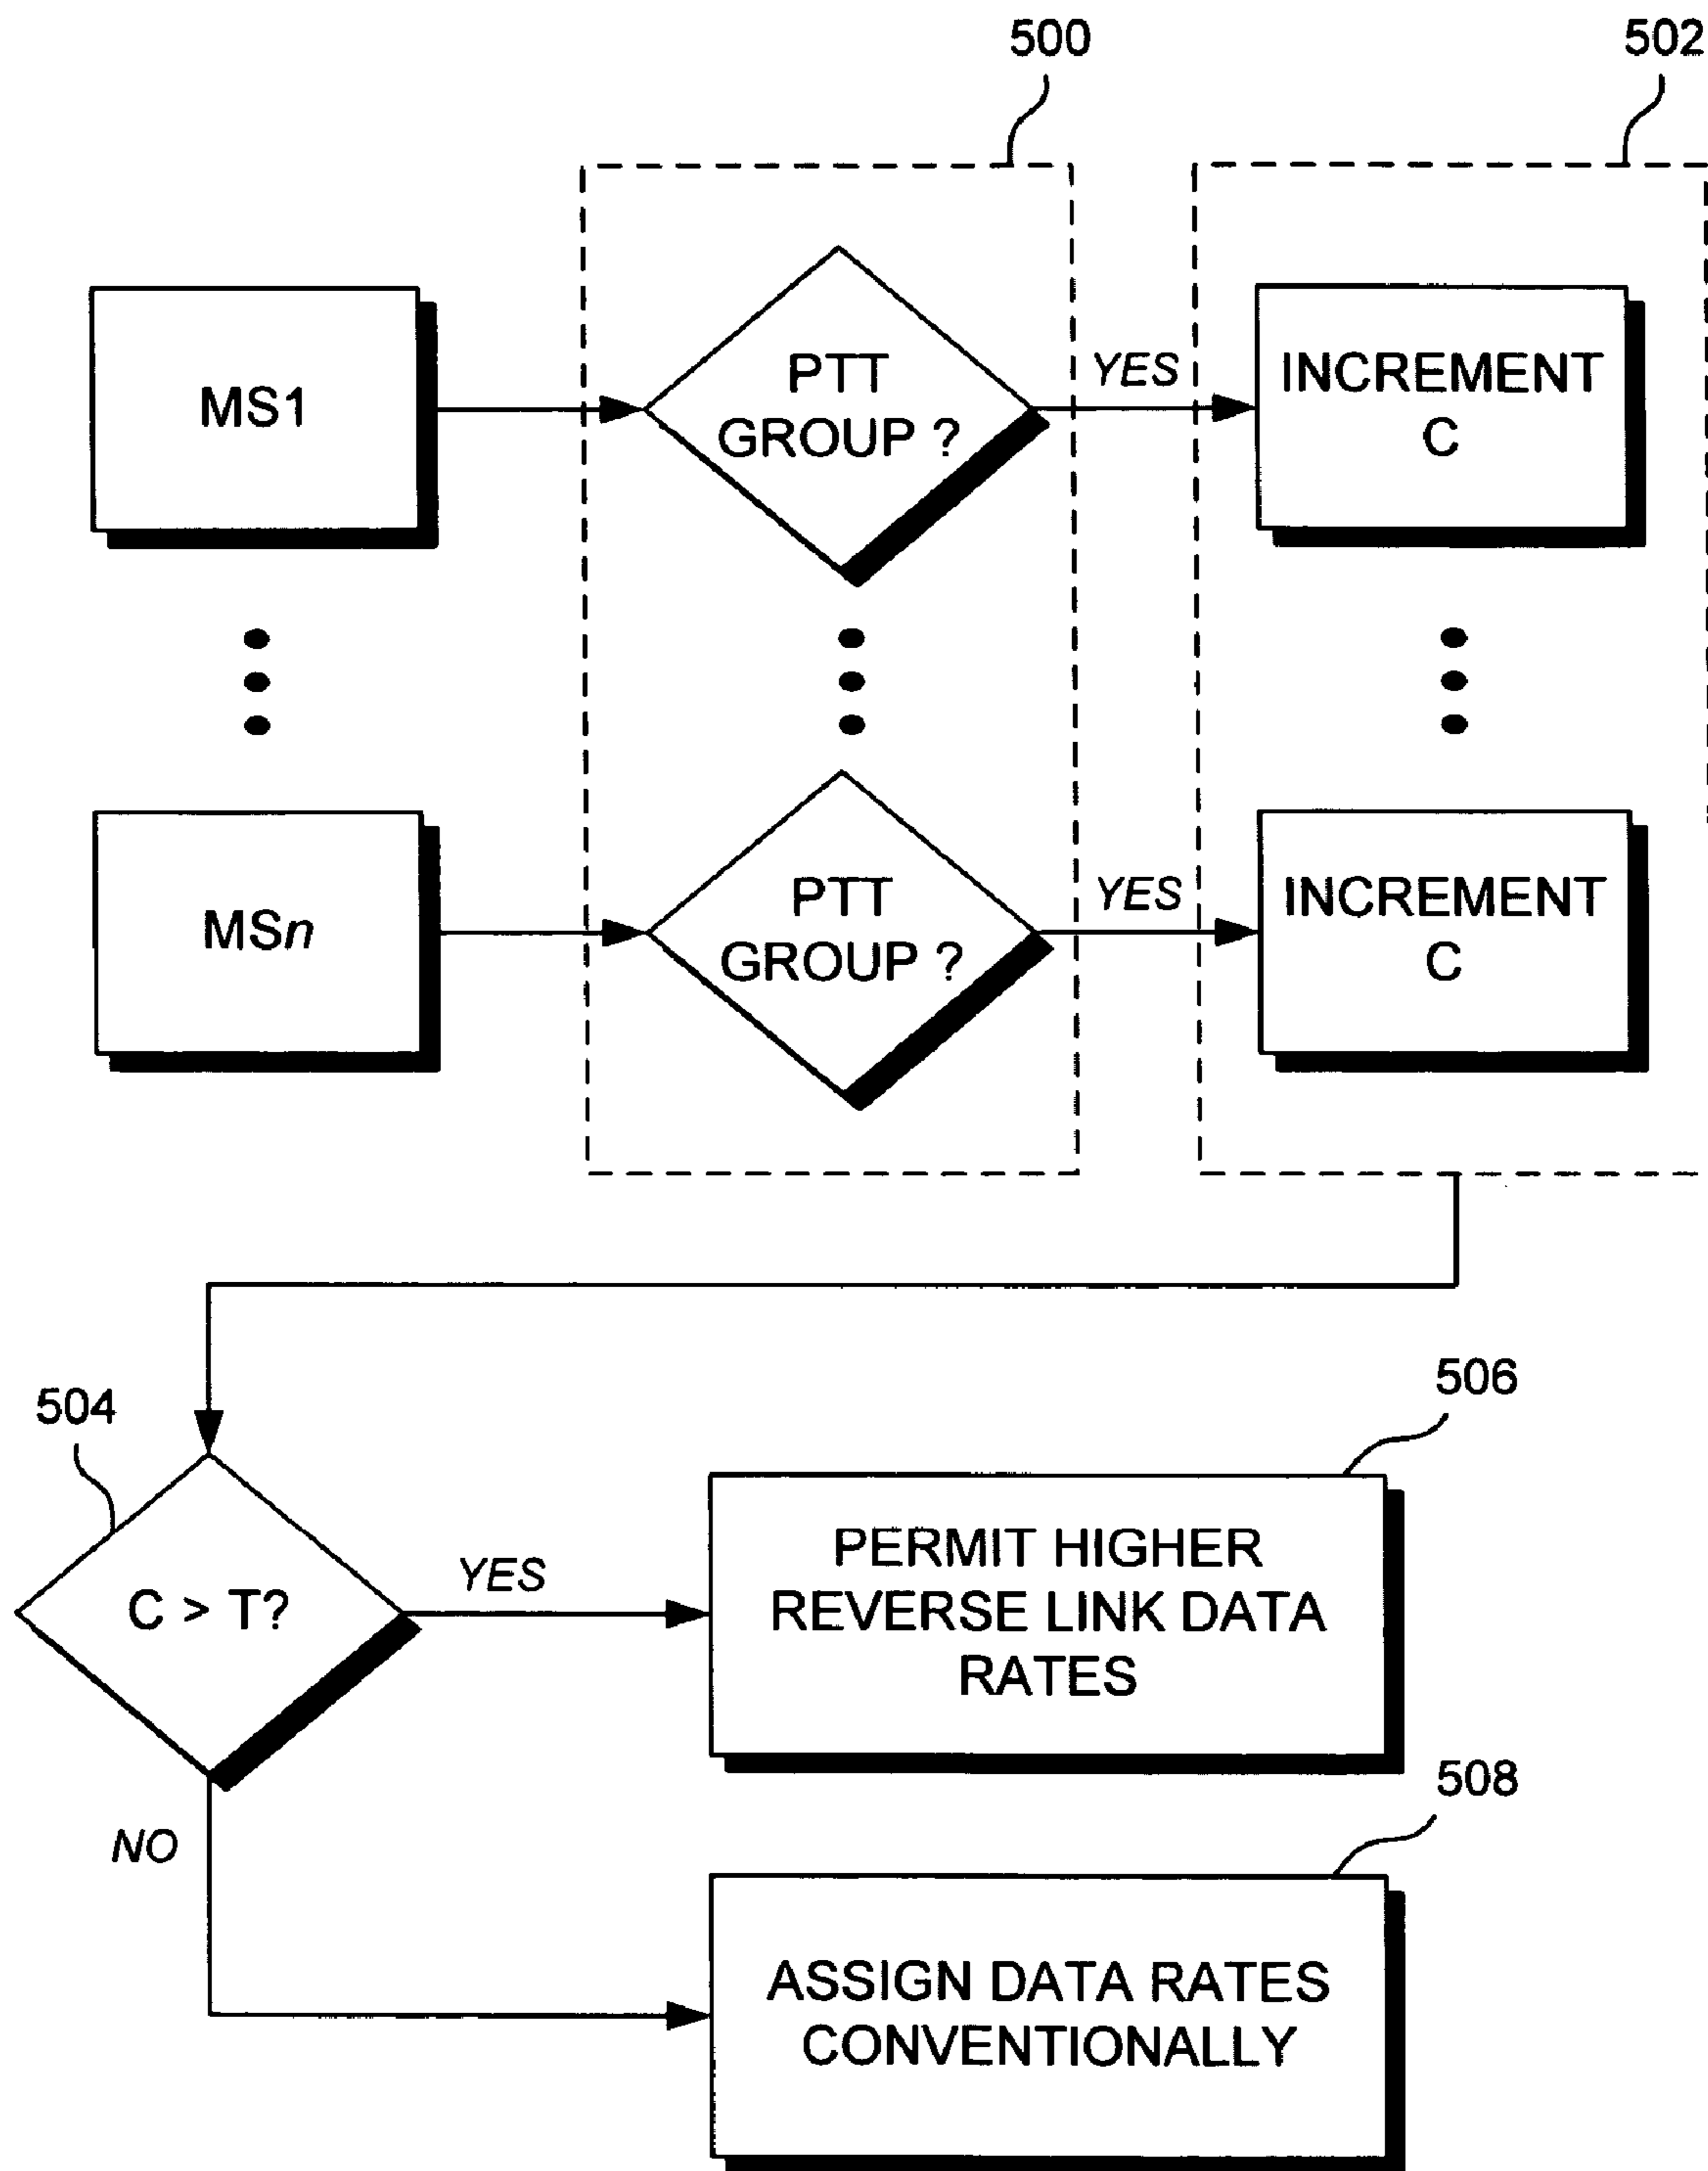 500
502
MS1
PTT
GROUP ?
YES
INCREMENT
C
MSn
PTT
GROUP ?
YES
INCREMENT
C
504
C > T?
YES
506
PERMIT HIGHER
REVERSE LINK DATA
RATES
NO
508
ASSIGN DATA RATES
CONVENTIONALLY